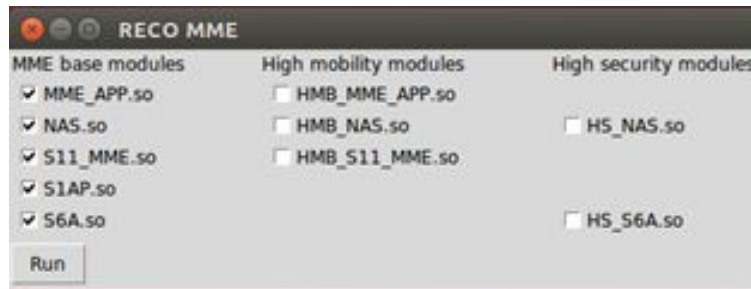 RECO MME
MME base modules High mobility modules High security modules
MME_APP.so HMB_MME_APP.so
NAS.so HMB_NAS.so HS_NAS.so
S11_MME.so HMB_S11_MME.so
S1AP.so
S6A.so HS_S6A.so
Run